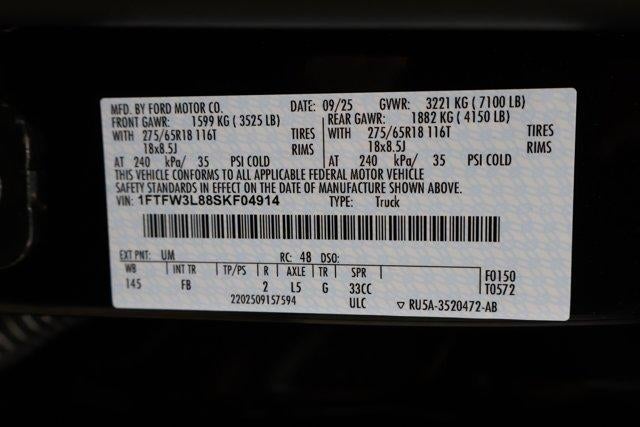 MFD. BY FORD MOTOR CO. DATE: 09/25 GVWR: 3221 KG ( 7100 LB)
FRONT GAWR: 1599 KG ( 3525 LB) REAR GAWR: 1882 KG ( 4150 LB)
WITH 275/65R18 116T TIRES WITH 275/65R18 116T TIRES
18x8.5J RIMS 18x8.5J RIMS
AT 240 kPa/ 35 PSI COLD AT 240 kPa/ 35 PSI COLD
THIS VEHICLE CONFORMS TO ALL APPLICABLE FEDERAL MOTOR VEHICLE
SAFETY STANDARDS IN EFFECT ON THE DATE OF MANUFACTURE SHOWN ABOVE.
VIN: 1FTFW3L88SKF04914 TYPE: Truck
EXT PNT: UM RC: 48 DSO:
WB INT TR TP/PS R AXLE TR SPR F0150
145 FB 2 L5 G 33CC T0572
2202509157594 ULC ▽ RU5A-3520472-AB